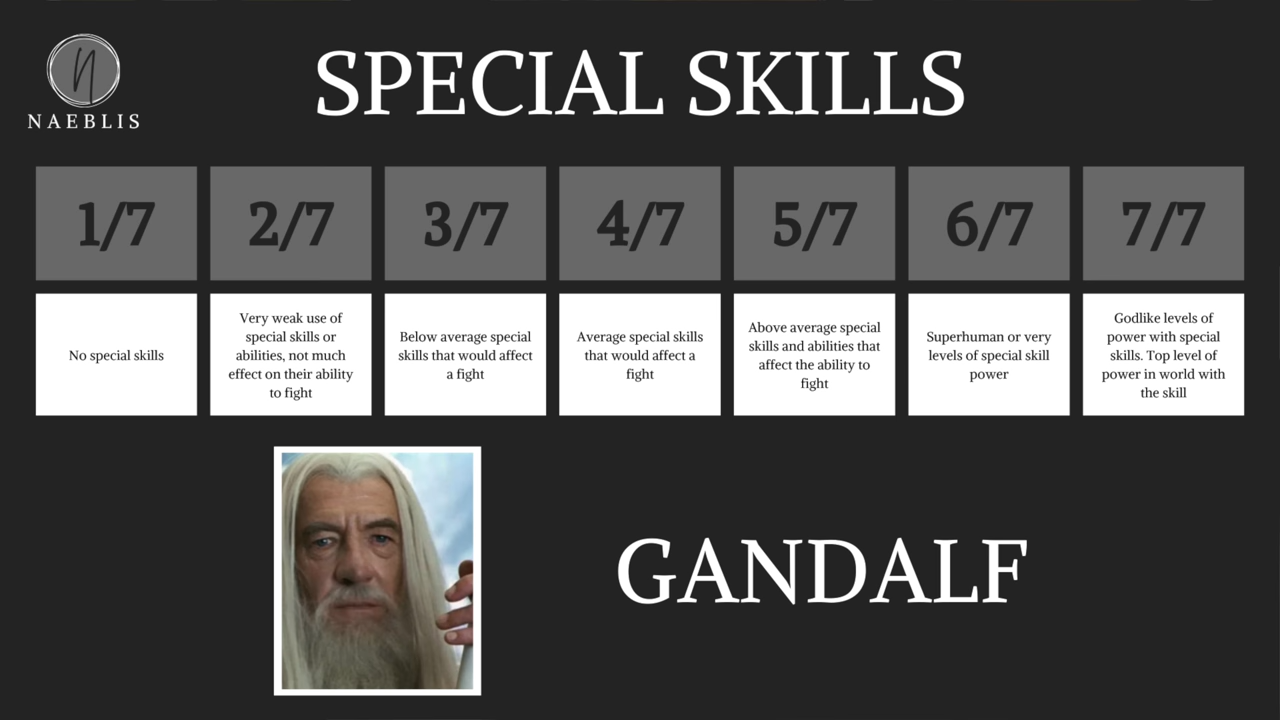 NAEBLIS
SPECIAL SKILLS
1/7
2/7
3/7
4/7
5/7
6/7
7/7
No special skills
Very weak use of
special skills or
abilities, not much
effect on their ability
to fight
Below average special
skills that would affect
a fight
Average special skills
that would affect a
fight
Above average special
skills and abilities that
affect the ability to
fight
Superhuman or very
levels of special skill
power
Godlike levels of
power with special
skills. Top level of
power in world with
the skill
GANDALF